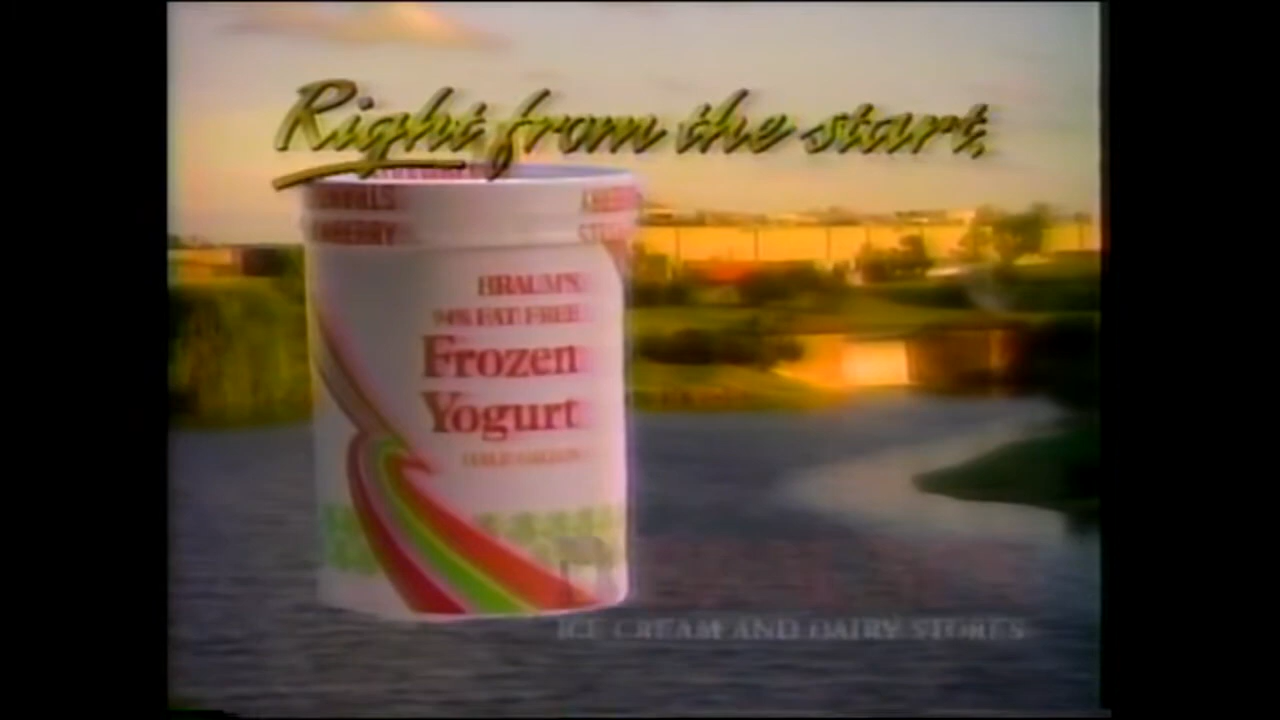 Right from the start.
BRAUM'S
94% FAT FREE
Frozen
Yogurt
ICE CREAM AND DAIRY STORES